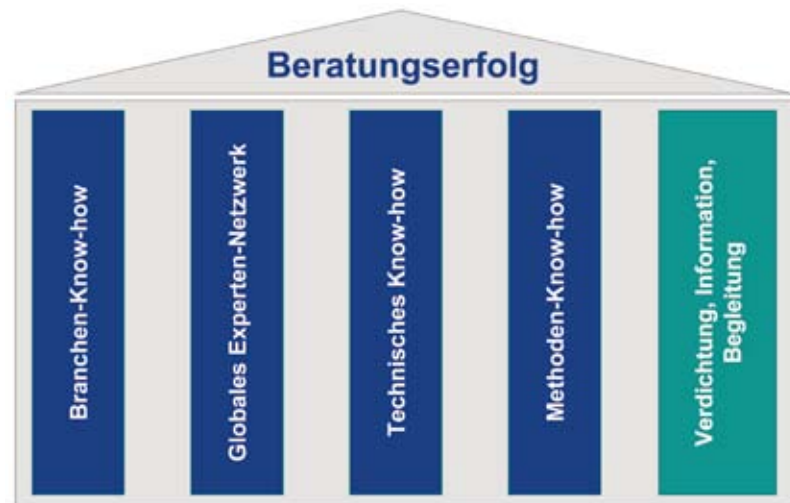 Beratungserfolg
Branchen-Know-how
Globales Experten-Netzwerk
Technisches Know-how
Methoden-Know-how
Verdichtung, Information,
Begleitung